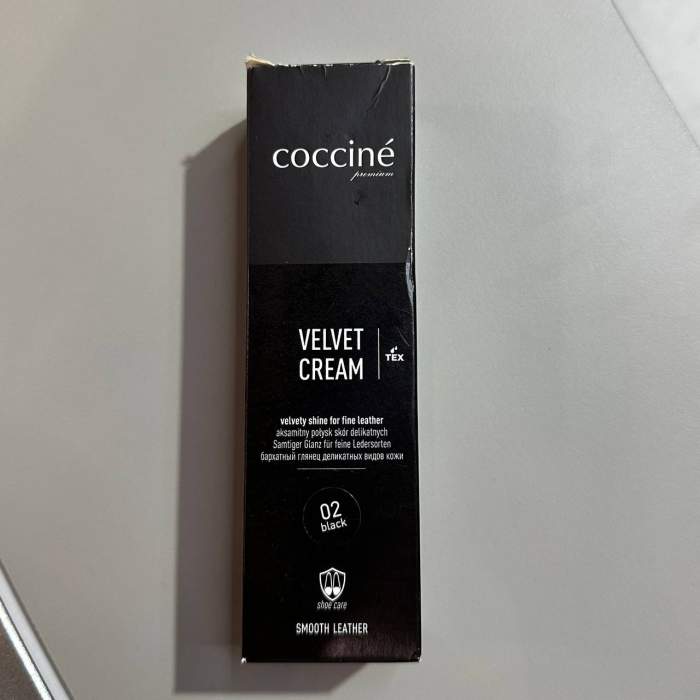 cocciné
premium
VELVET
CREAM
TEX
velvety shine for fine leather
aksamitny połysk skór delikatnych
Samtiger Glanz für feine Ledersorten
бархатный глянец деликатных видов кожи
02
black
shoe care
SMOOTH LEATHER